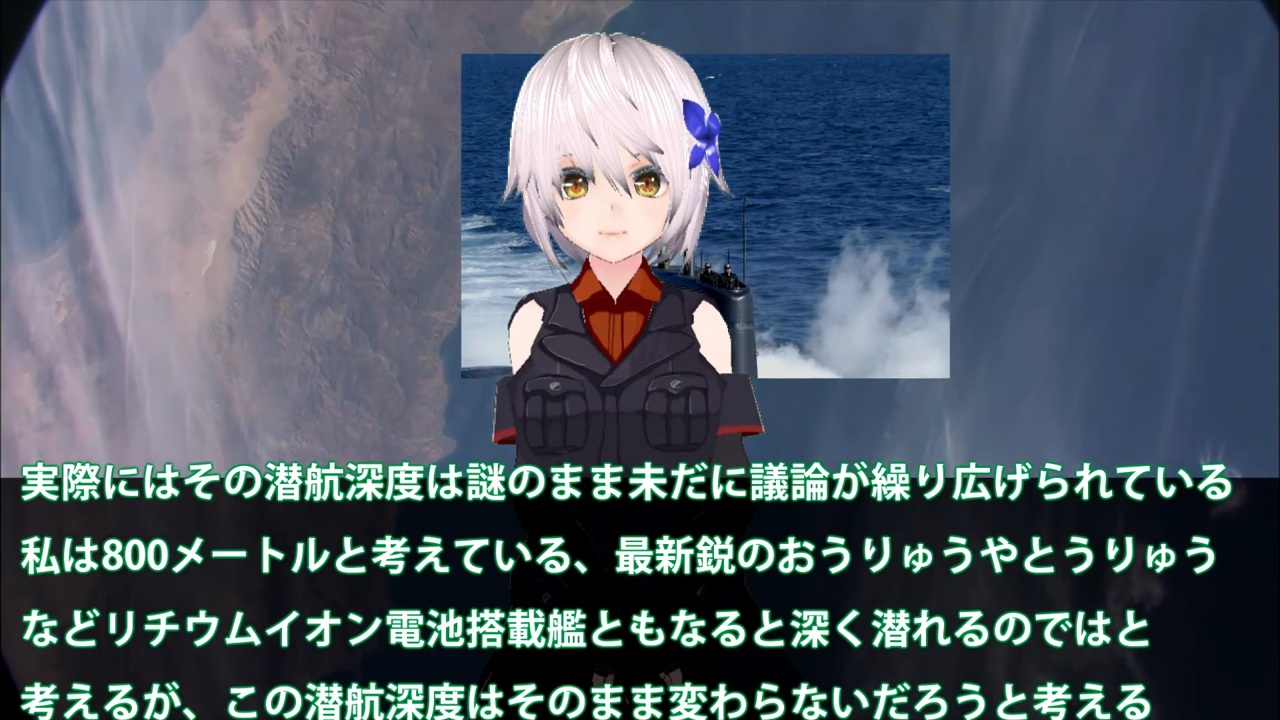 実際にはその潜航深度は謎のまま未だに議論が繰り広げられている
私は800メートルと考えている、最新鋭のおうりゅうやとうりゅう
などリチウムイオン電池搭載艦ともなると深く潜れるのではと
考えるが、この潜航深度はそのまま変わらないだろうと考える